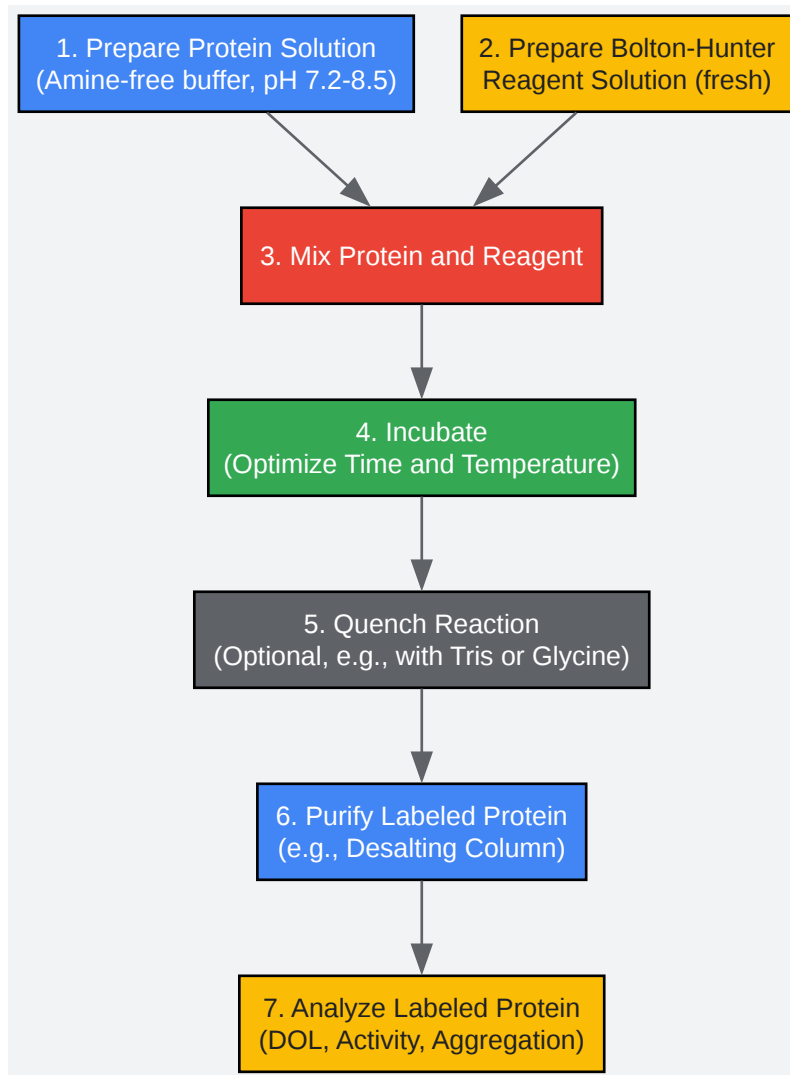 1. Prepare Protein Solution
(Amine-free buffer, pH 7.2-8.5)
2. Prepare Bolton-Hunter
Reagent Solution (fresh)
3. Mix Protein and Reagent
4. Incubate
(Optimize Time and Temperature)
5. Quench Reaction
(Optional, e.g., with Tris or Glycine)
6. Purify Labeled Protein
(e.g., Desalting Column)
7. Analyze Labeled Protein
(DOL, Activity, Aggregation)